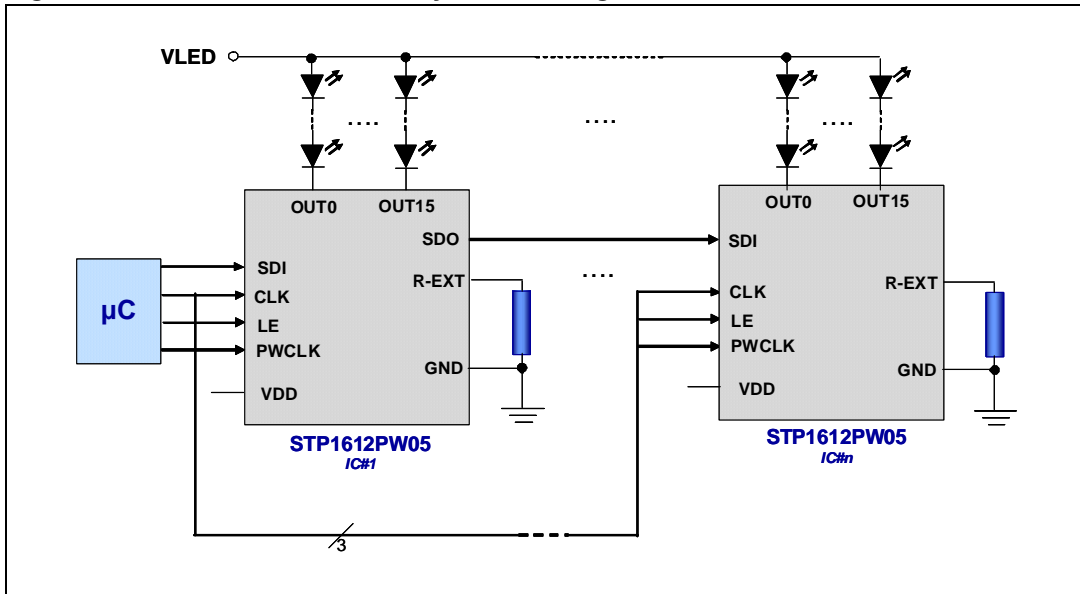 VLED
....
....
....
OUT0 OUT15
OUT0 OUT15
SDO
SDI
SDI
R-EXT
....
R-EXT
µC
CLK
CLK
LE
LE
PWCLK
PWCLK
GND
GND
VDD
VDD
STP1612PW05
IC#1
STP1612PW05
IC#n
3